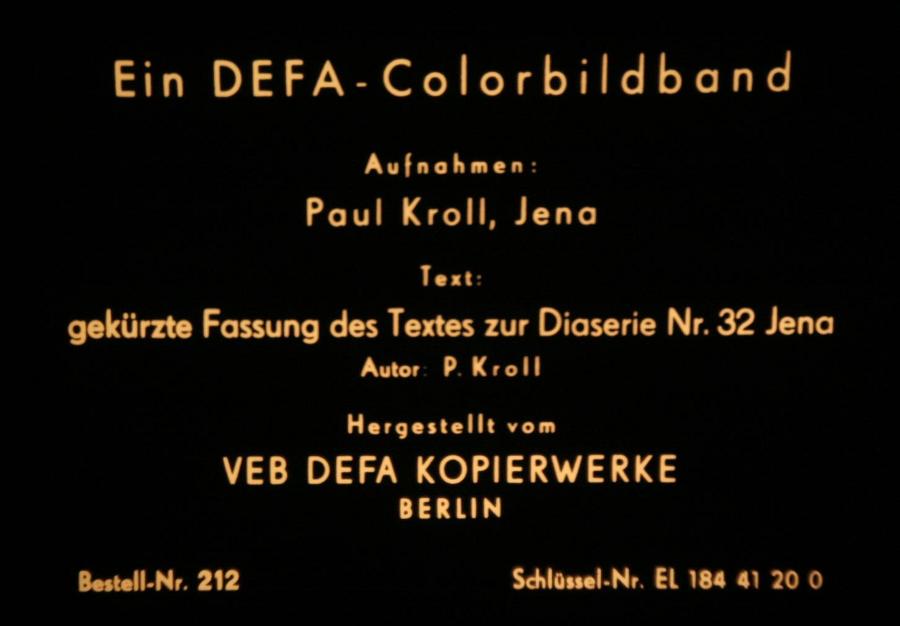 Ein DEFA-Colorbildband
Aufnahmen:
Paul Kroll, Jena
Text:
gekürzte Fassung des Textes zur Diaserie Nr. 32 Jena
Autor: P. Kroll
Hergestellt vom
VEB DEFA KOPIERWERKE
BERLIN
Bestell-Nr. 212
Schlüssel-Nr. EL 184 41 20 0